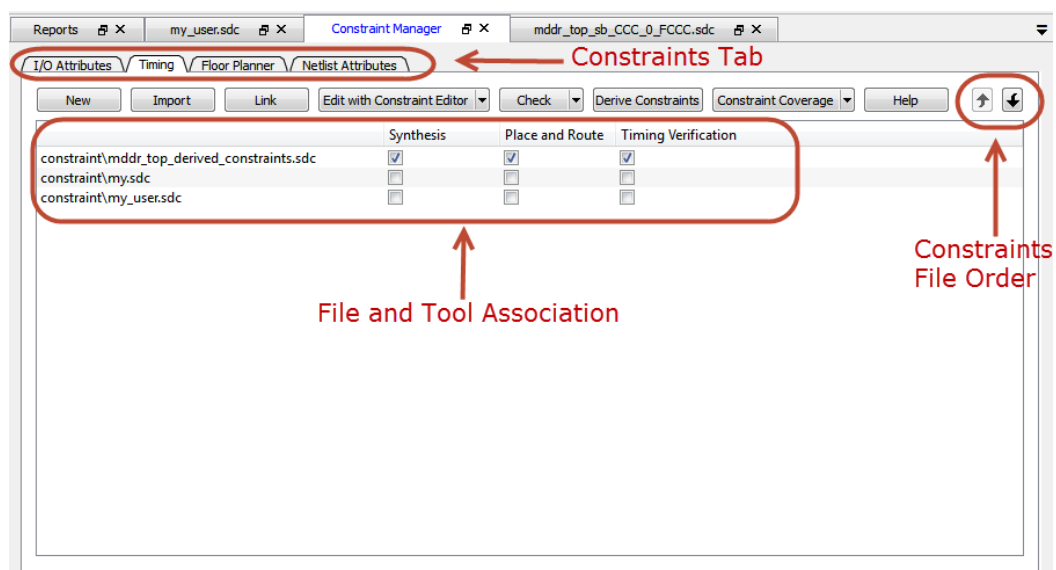 Reports my_user.sdc Constraint Manager mddr_top_sb_CCC_0_FCCC.sdc
I/O Attributes Timing Floor Planner Netlist Attributes
Constraints Tab
New Import Link Edit with Constraint Editor Check Derive Constraints Constraint Coverage Help
Synthesis Place and Route Timing Verification
constraint\mddr_top_derived_constraints.sdc
constraint\my.sdc
constraint\my_user.sdc
Constraints
File Order
File and Tool Association